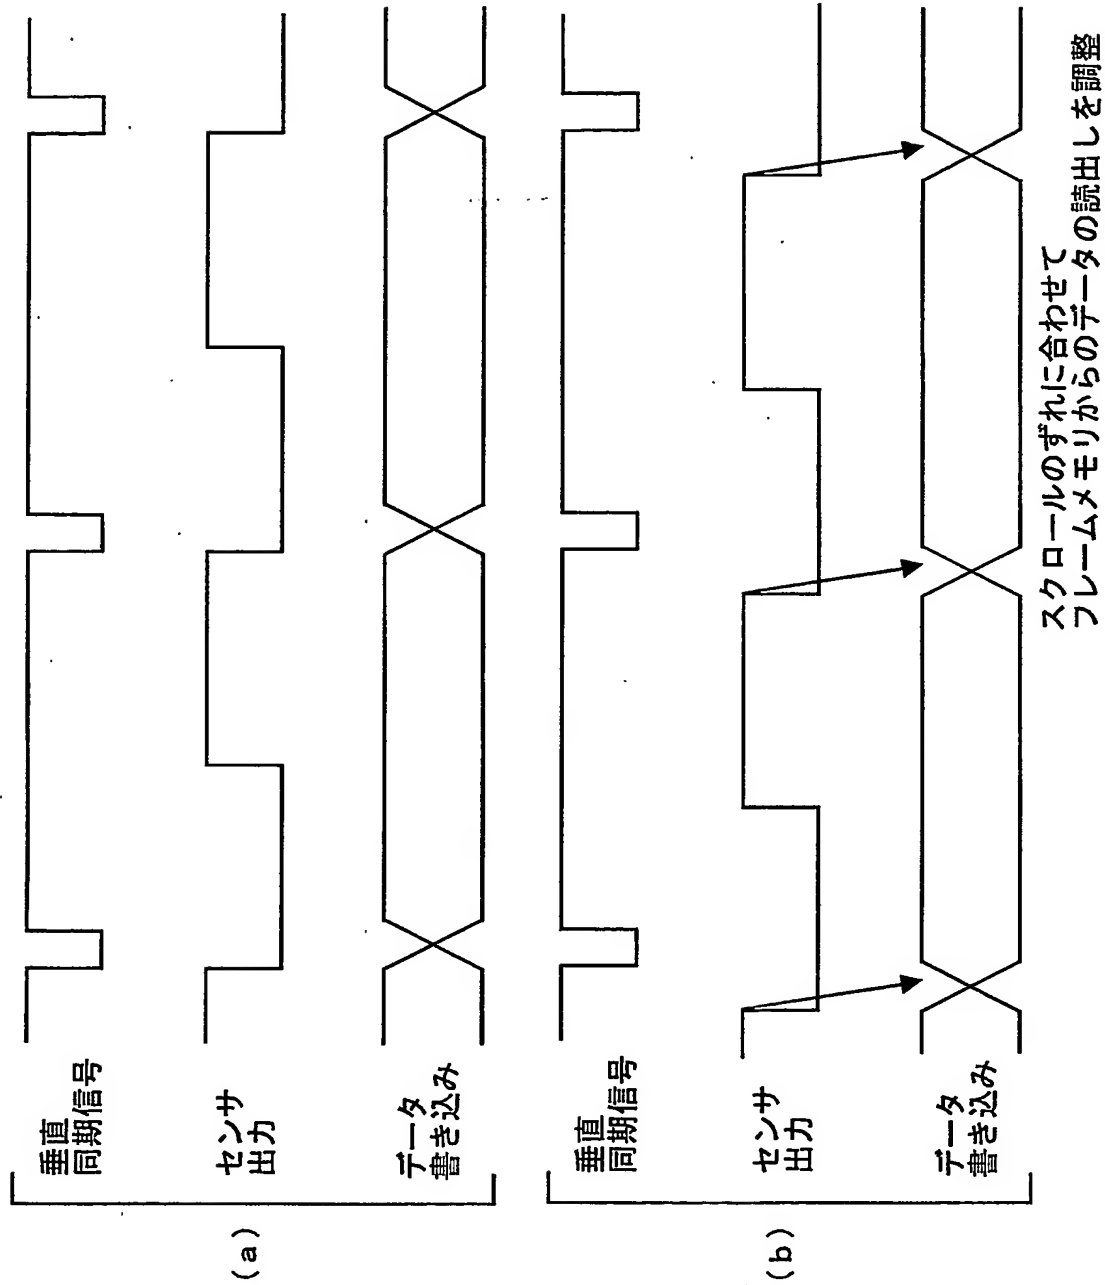 (a)
垂直
同期信号
センサ
出力
データ
書き込み
(b)
垂直
同期信号
センサ
出力
データ
書き込み
スクロールのずれに合わせて
フレームメモリからのデータの読出しを調整